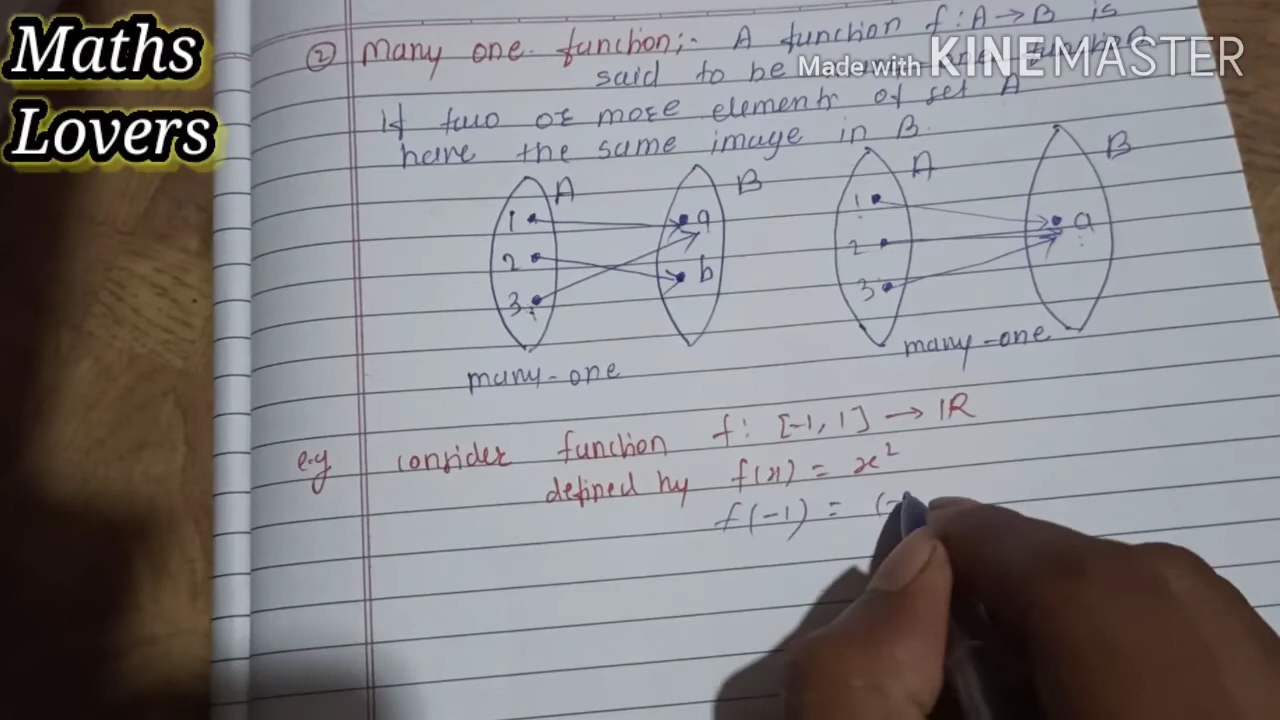 Maths
Lovers
② many one function;- A function f:A→B is
said to be function
Made with KINEMASTER
If two or more elements of set A
have the same image in B.
A B
1 a
2 b
3
many-one
A B
1 a
2
3
many-one
e.g consider function f: [-1, 1] → IR
defined by f(x) = x²
f(-1) = (-